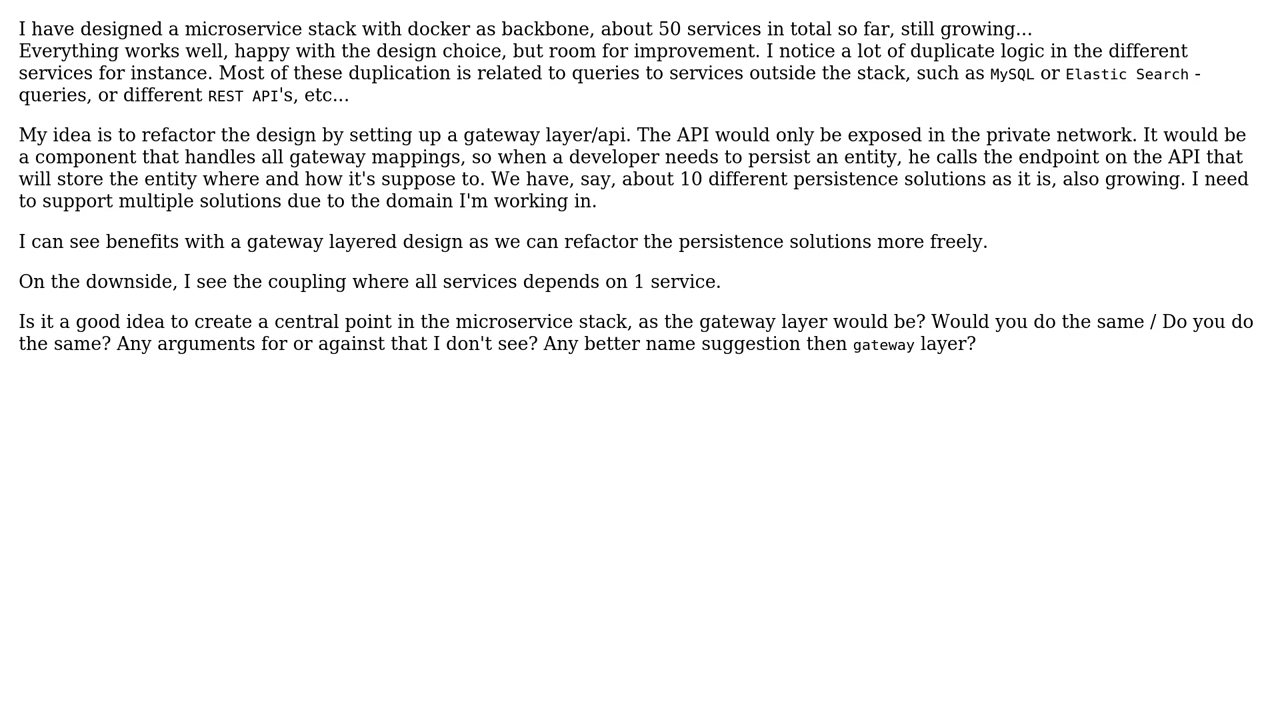 I have designed a microservice stack with docker as backbone, about 50 services in total so far, still growing...
Everything works well, happy with the design choice, but room for improvement. I notice a lot of duplicate logic in the different
services for instance. Most of these duplication is related to queries to services outside the stack, such as MySQL or Elastic Search -
queries, or different REST API's, etc...
My idea is to refactor the design by setting up a gateway layer/api. The API would only be exposed in the private network. It would be
a component that handles all gateway mappings, so when a developer needs to persist an entity, he calls the endpoint on the API that
will store the entity where and how it's suppose to. We have, say, about 10 different persistence solutions as it is, also growing. I need
to support multiple solutions due to the domain I'm working in.
I can see benefits with a gateway layered design as we can refactor the persistence solutions more freely.
On the downside, I see the coupling where all services depends on 1 service.
Is it a good idea to create a central point in the microservice stack, as the gateway layer would be? Would you do the same / Do you do
the same? Any arguments for or against that I don't see? Any better name suggestion then gateway layer?